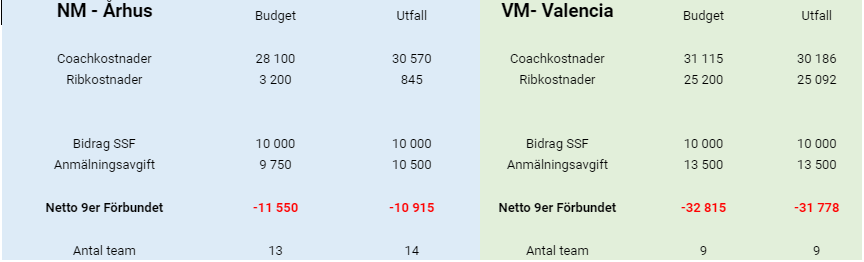 NM - Århus Budget Utfall VM- Valencia Budget Utfall
Coachkostnader 28 100 30 570 Coachkostnader 31 115 30 186
Ribkostnader 3 200 845 Ribkostnader 25 200 25 092
Bidrag SSF 10 000 10 000 Bidrag SSF 10 000 10 000
Anmälningsavgift 9 750 10 500 Anmälningsavgift 13 500 13 500
Netto 9er Förbundet -11 550 -10 915 Netto 9er Förbundet -32 815 -31 778
Antal team 13 14 Antal team 9 9